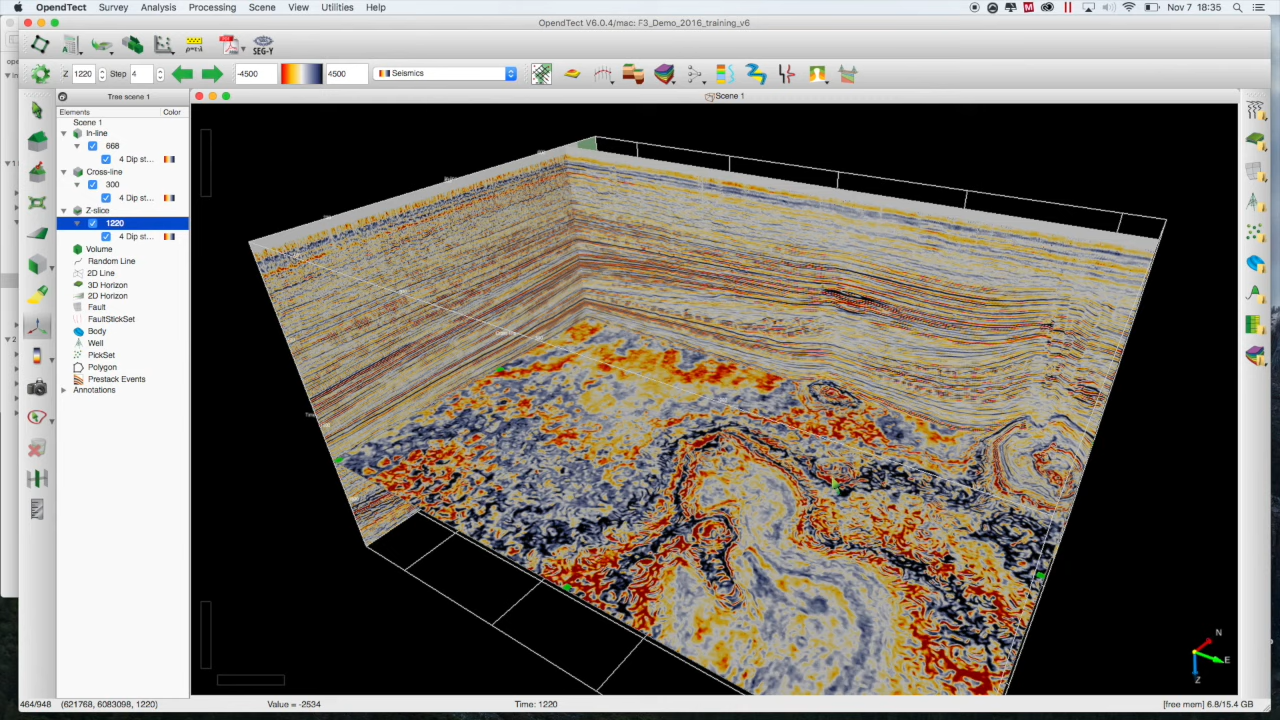 OpendTect Survey Analysis Processing Scene View Utilities Help Nov 7 18:35
OpendTect V6.0.4/mac: F3_Demo_2016_training_v6
SEG-Y
Z 1220 Step 4 -4500 4500 Seismics
Tree scene 1
Scene 1
Elements Color
Scene 1
In-line
668
4 Dip st...
Cross-line
300
4 Dip st...
Z-slice
1220
4 Dip st...
Volume
Random Line
2D Line
3D Horizon
2D Horizon
Fault
FaultStickSet
Body
Well
PickSet
Polygon
Prestack Events
Annotations
N
E
Z
464/948 (621768, 6083098, 1220) Value = -2534 Time: 1220 [free mem] 6.8/15.4 GB